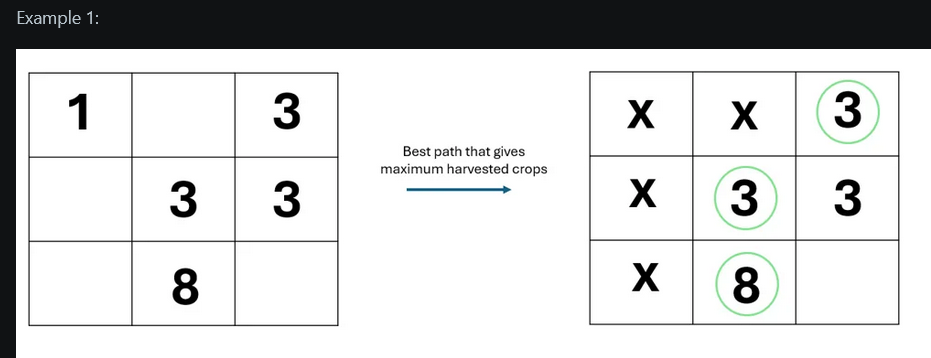 Example 1:
1 3
3 3
8
Best path that gives
maximum harvested crops
X X 3
X 3 3
X 8